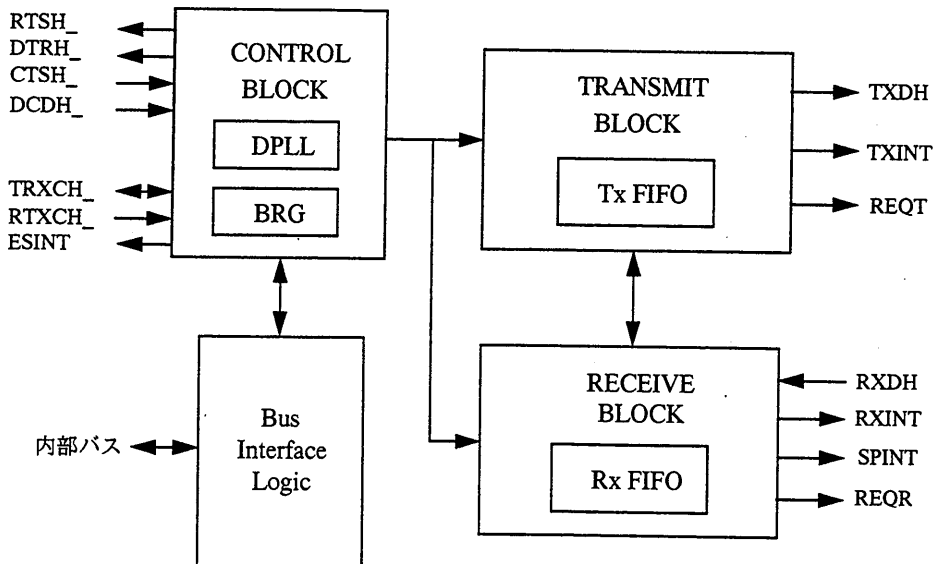 RTSH_
DTRH_
CTSH_
DCDH_
TRXCH_
RTXCH_
ESINT
CONTROL
BLOCK
DPLL
BRG
TRANSMIT
BLOCK
Tx FIFO
TXDH
TXINT
REQT
内部バス
Bus
Interface
Logic
RECEIVE
BLOCK
Rx FIFO
RXDH
RXINT
SPINT
REQR